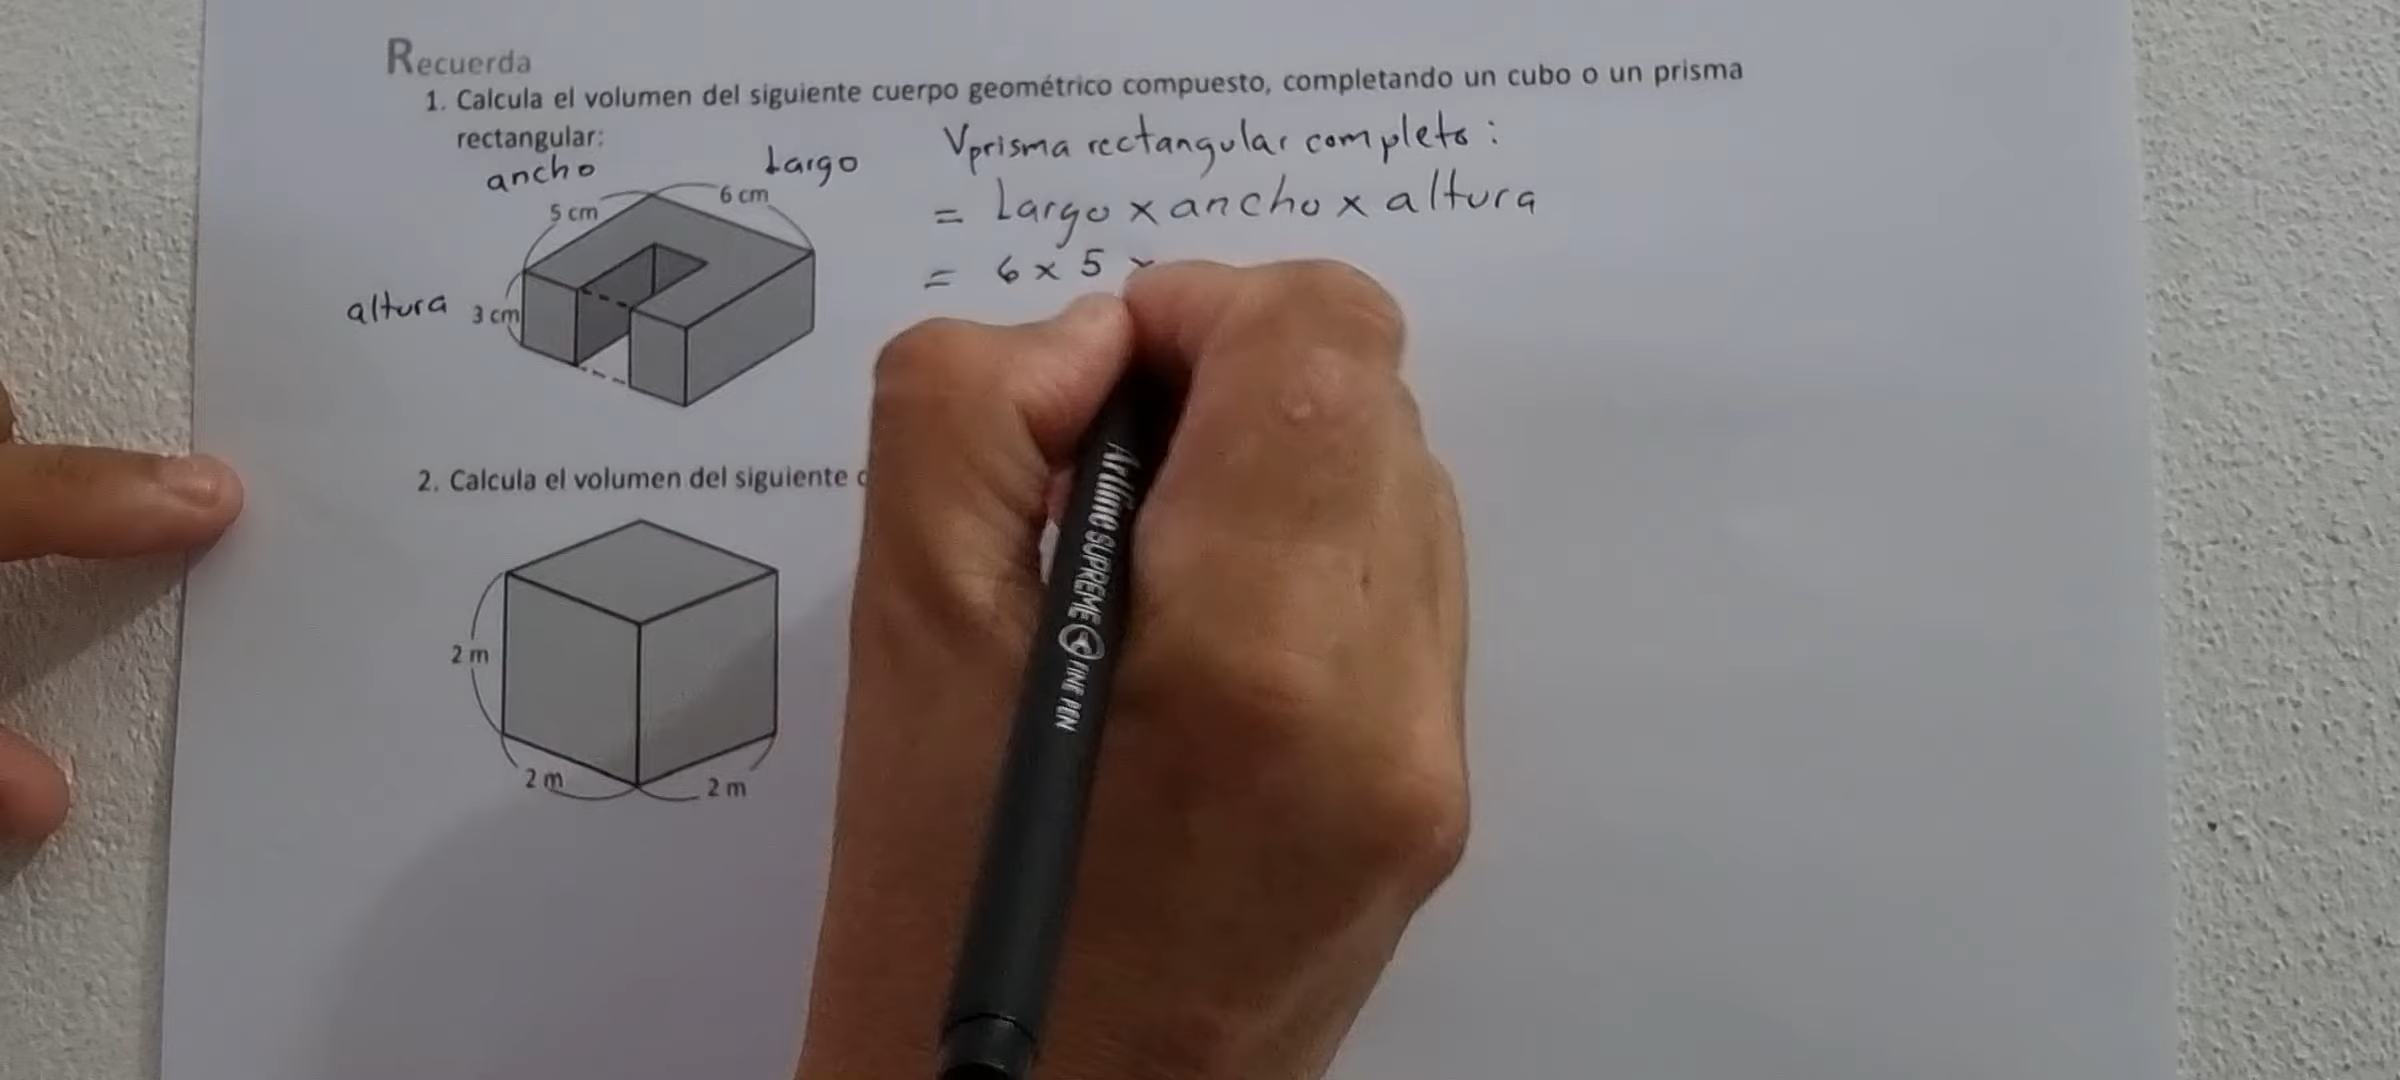 Recuerda
1. Calcula el volumen del siguiente cuerpo geométrico compuesto, completando un cubo o un prisma
rectangular:
ancho
Largo
5 cm
6 cm
altura 3 cm
Vprisma rectangular completo:
= Largo x ancho x altura
= 6 x 5 x
2. Calcula el volumen del siguiente
2 m
2 m
2 m
Artline SUPREME FINE PEN